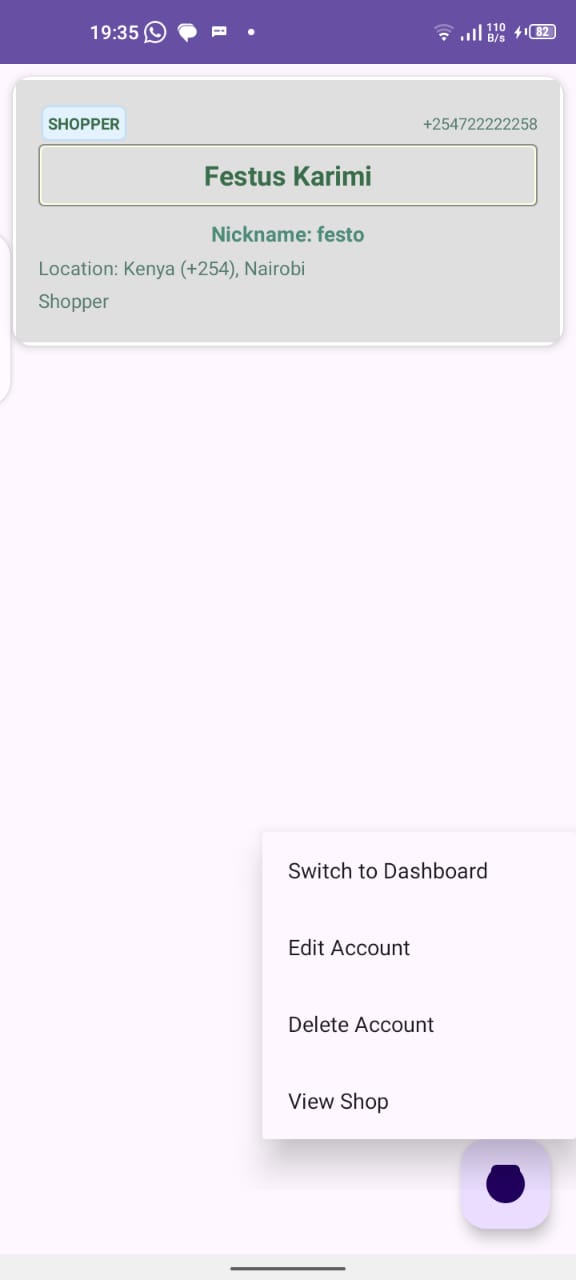 19:35
110 B/s
82
SHOPPER
+254722222258
Festus Karimi
Nickname: festo
Location: Kenya (+254), Nairobi
Shopper
Switch to Dashboard
Edit Account
Delete Account
View Shop